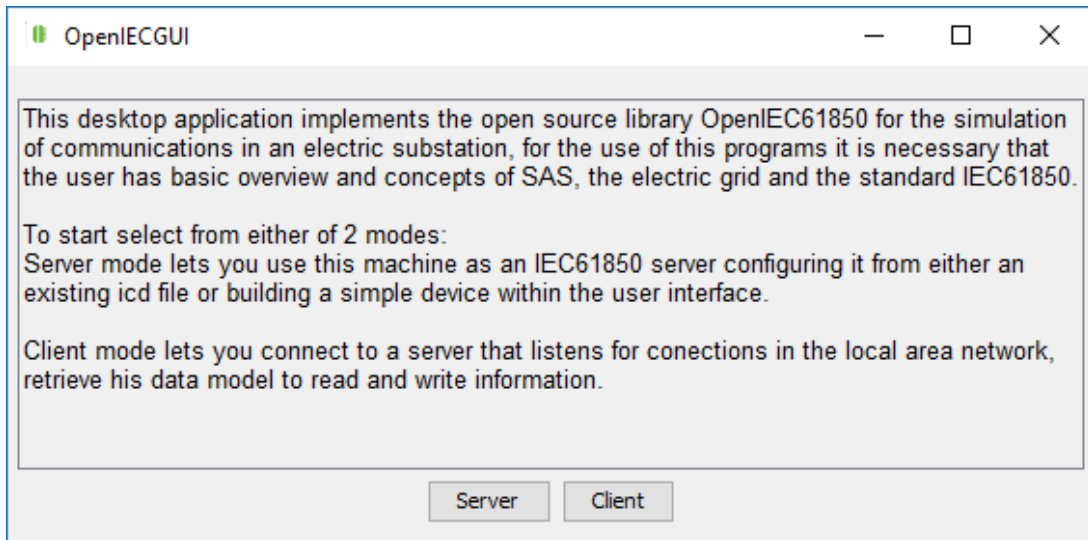 OpenIECGUI
This desktop application implements the open source library OpenIEC61850 for the simulation
of communications in an electric substation, for the use of this programs it is necessary that
the user has basic overview and concepts of SAS, the electric grid and the standard IEC61850.
To start select from either of 2 modes:
Server mode lets you use this machine as an IEC61850 server configuring it from either an
existing icd file or building a simple device within the user interface.
Client mode lets you connect to a server that listens for conections in the local area network,
retrieve his data model to read and write information.
Server Client